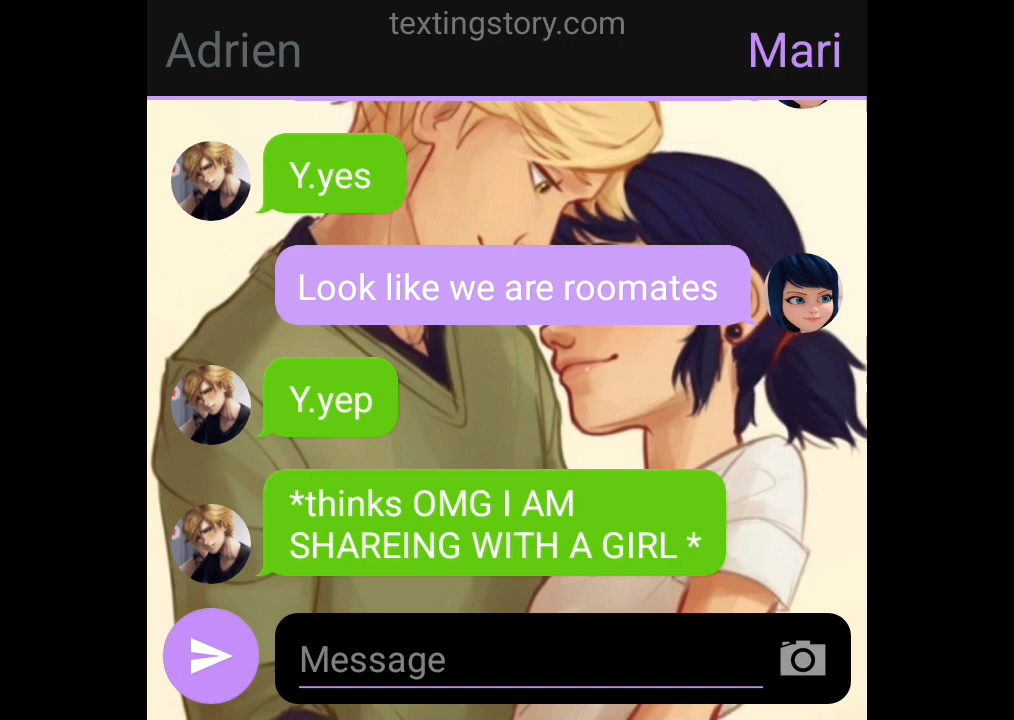 textingstory.com
Adrien
Mari
Y.yes
Look like we are roomates
Y.yep
*thinks OMG I AM
SHAREING WITH A GIRL *
Message